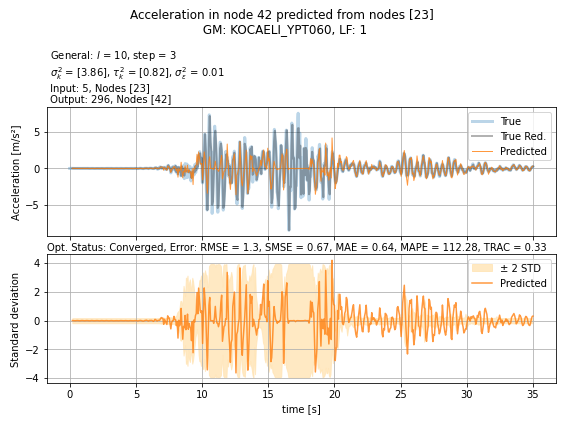 Acceleration in node 42 predicted from nodes [23]
GM: KOCAELI_YPT060, LF: 1
General: l = 10, step = 3
σ²ₖ = [3.86], τ²ₖ = [0.82], σ²ε = 0.01
Input: 5, Nodes [23]
Output: 296, Nodes [42]
Acceleration [m/s²]
5
0
−5
True
True Red.
Predicted
Opt. Status: Converged, Error: RMSE = 1.3, SMSE = 0.67, MAE = 0.64, MAPE = 112.28, TRAC = 0.33
Standard deviation
4
2
0
−2
−4
± 2 STD
Predicted
0 5 10 15 20 25 30 35
time [s]